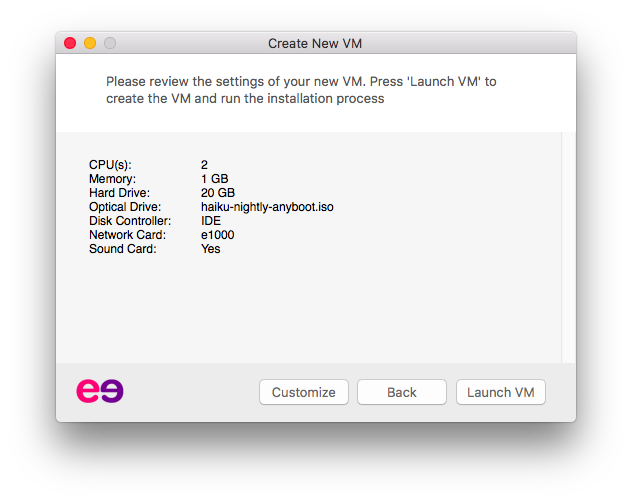 Create New VM
Please review the settings of your new VM. Press 'Launch VM' to
create the VM and run the installation process
CPU(s): 2
Memory: 1 GB
Hard Drive: 20 GB
Optical Drive: haiku-nightly-anyboot.iso
Disk Controller: IDE
Network Card: e1000
Sound Card: Yes
ee
Customize Back Launch VM